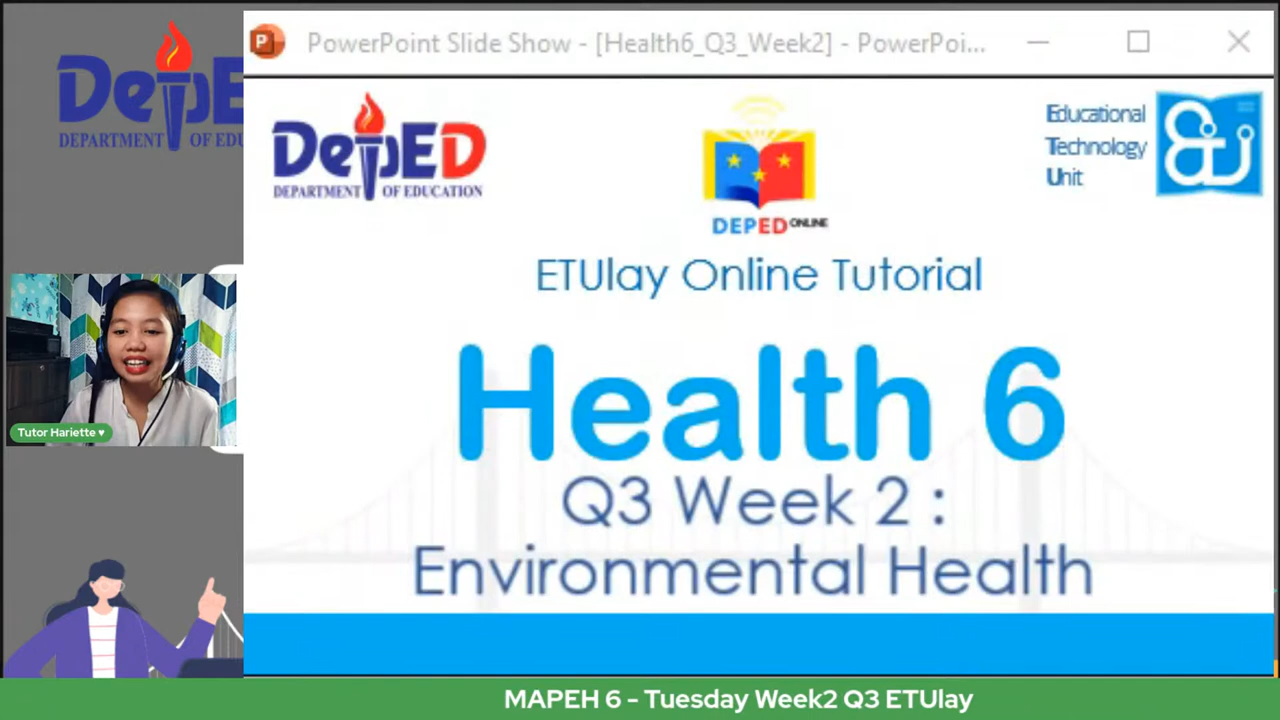 DepED
DEPARTMENT OF EDU
PowerPoint Slide Show - [Health6_Q3_Week2] - PowerPoi...
DepED
DEPARTMENT OF EDUCATION
DEPED ONLINE
Educational
Technology
Unit
ETUlay Online Tutorial
Health 6
Q3 Week 2 :
Environmental Health
Tutor Hariette ♥
MAPEH 6 - Tuesday Week2 Q3 ETUlay